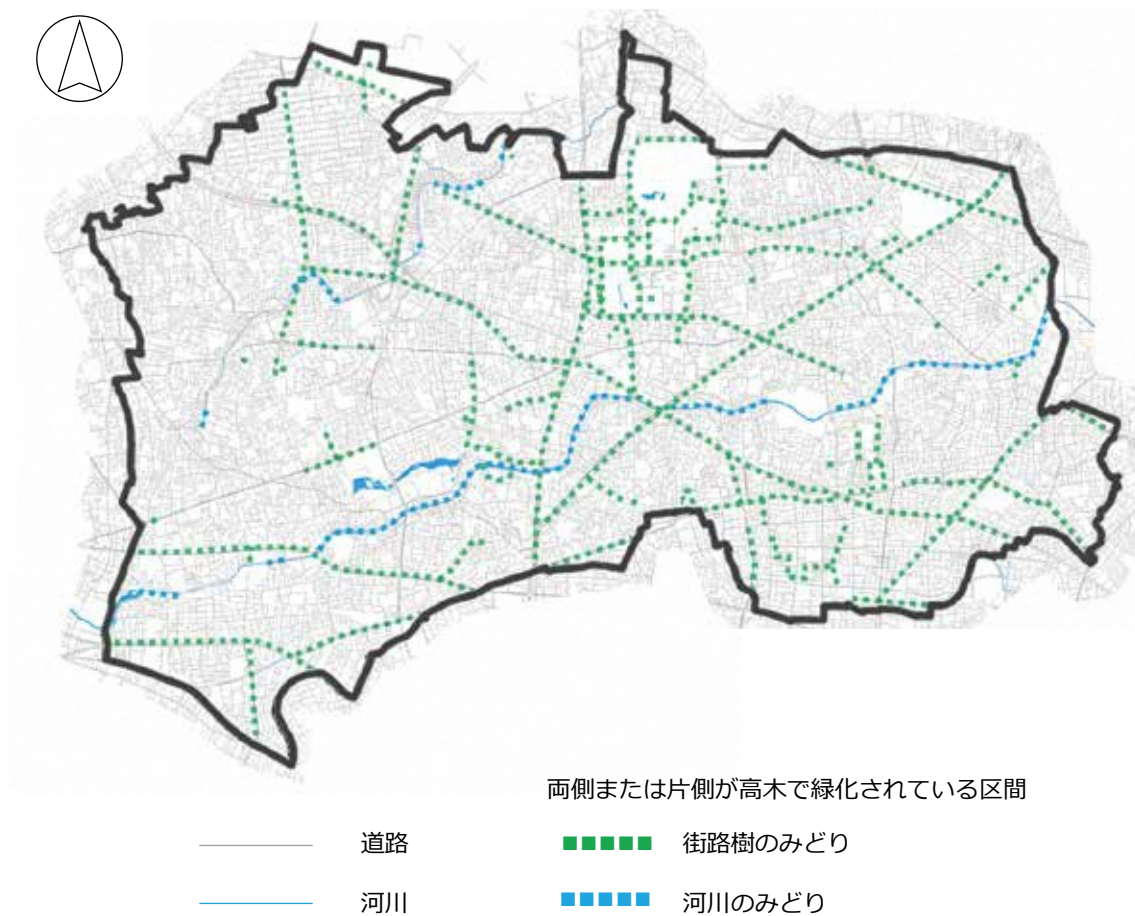 両側または片側が高木で緑化されている区間
道路
街路樹のみどり
河川
河川のみどり